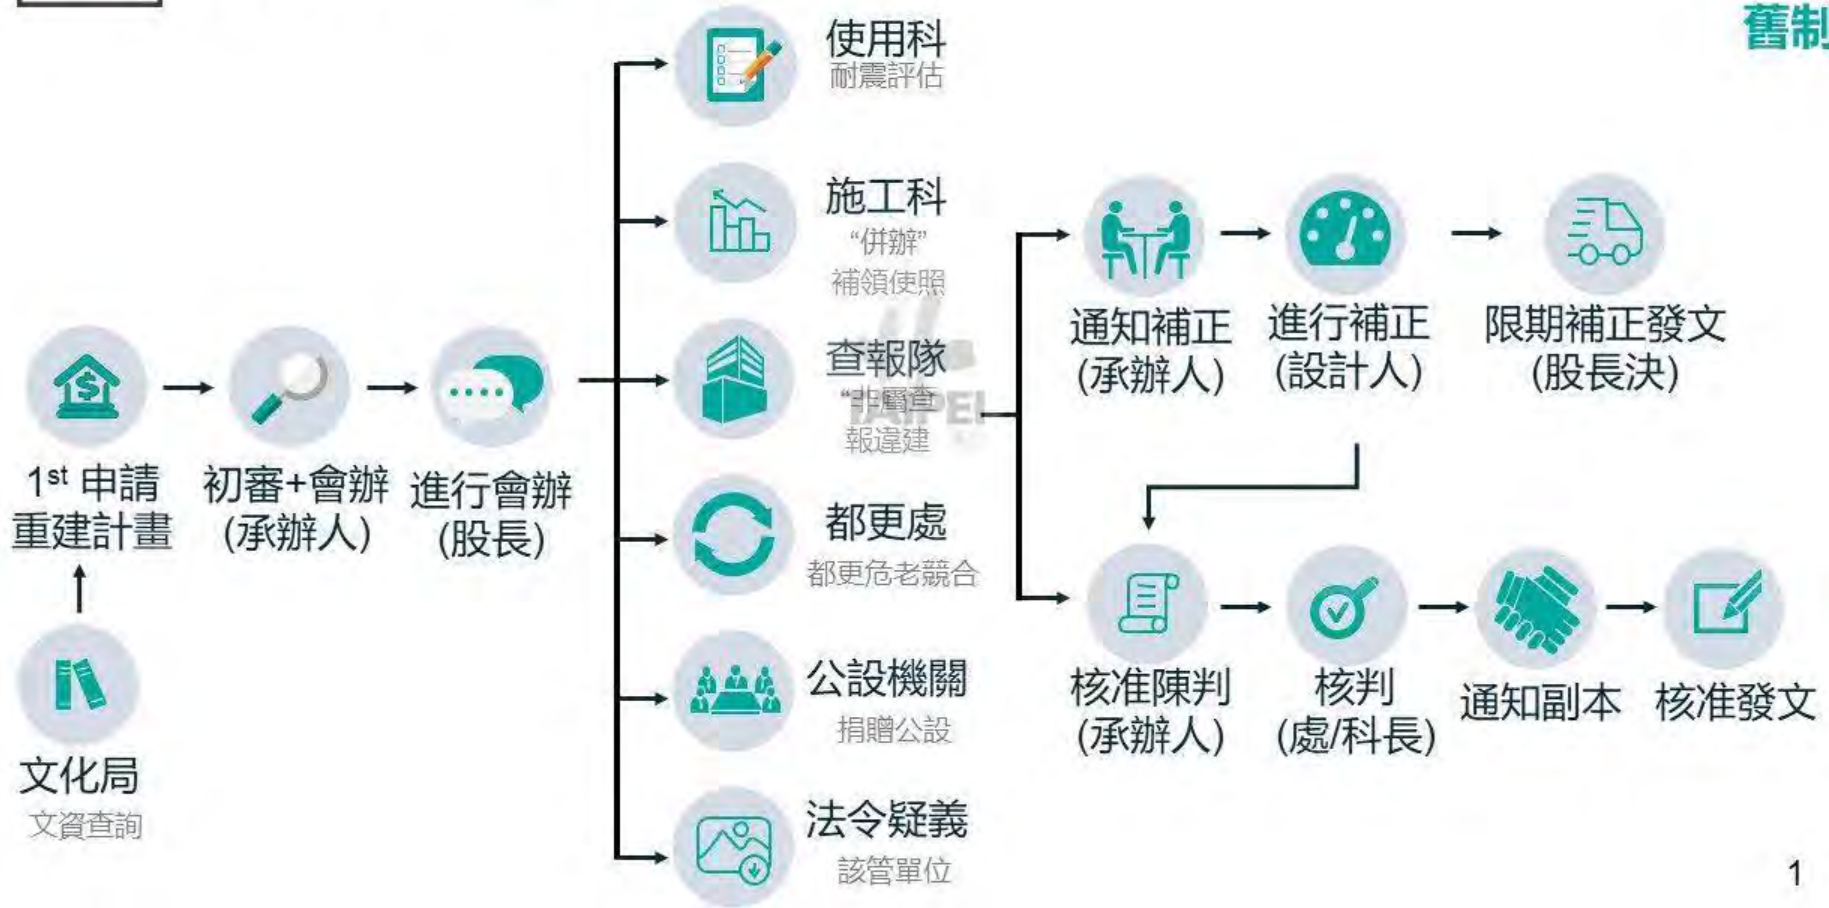 舊制
文化局
文資查詢
1st 申請
重建計畫
初審+會辦
(承辦人)
進行會辦
(股長)
使用科
耐震評估
施工科
“併辦”
補領使照
查報隊
“非屬查
報違建
TAIPEI
都更處
都更危老競合
公設機關
捐贈公設
法令疑義
該管單位
通知補正
(承辦人)
進行補正
(設計人)
限期補正發文
(股長決)
核准陳判
(承辦人)
核判
(處/科長)
通知副本
核准發文
1